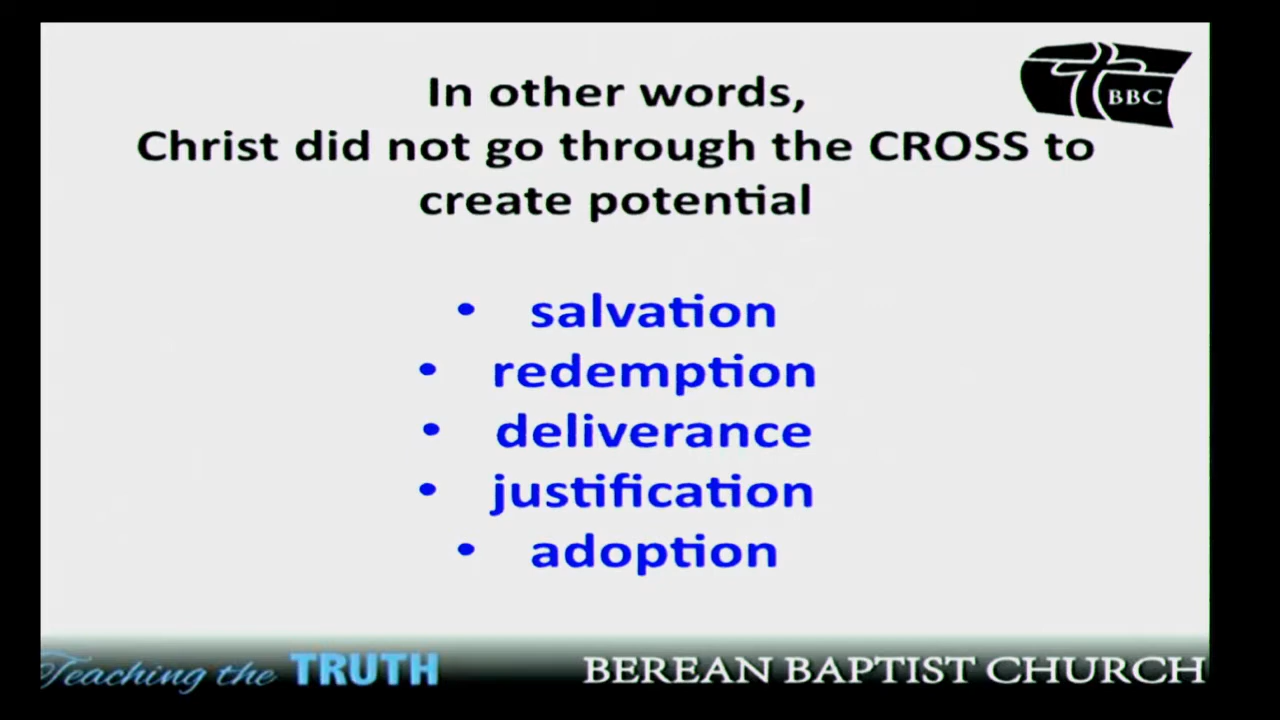 In other words,
BBC
Christ did not go through the CROSS to
create potential
• salvation
• redemption
• deliverance
• justification
• adoption
Teaching the TRUTH
BEREAN BAPTIST CHURCH